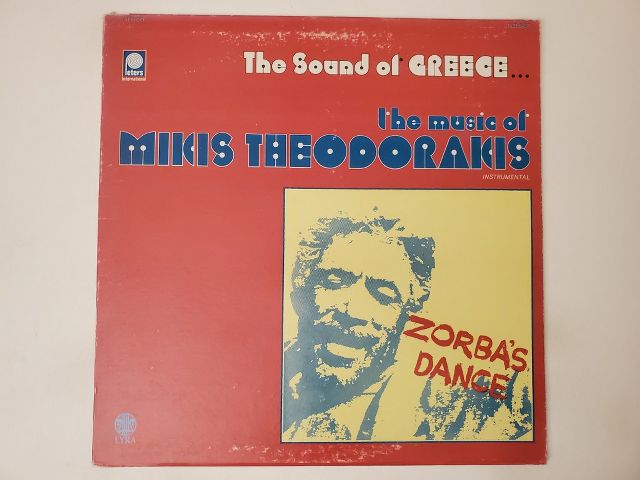 Peters
International
The Sound of GREECE...
the music of
MIKIS THEODORAKIS
INSTRUMENTAL
ZORBA'S
DANCE
LYRA